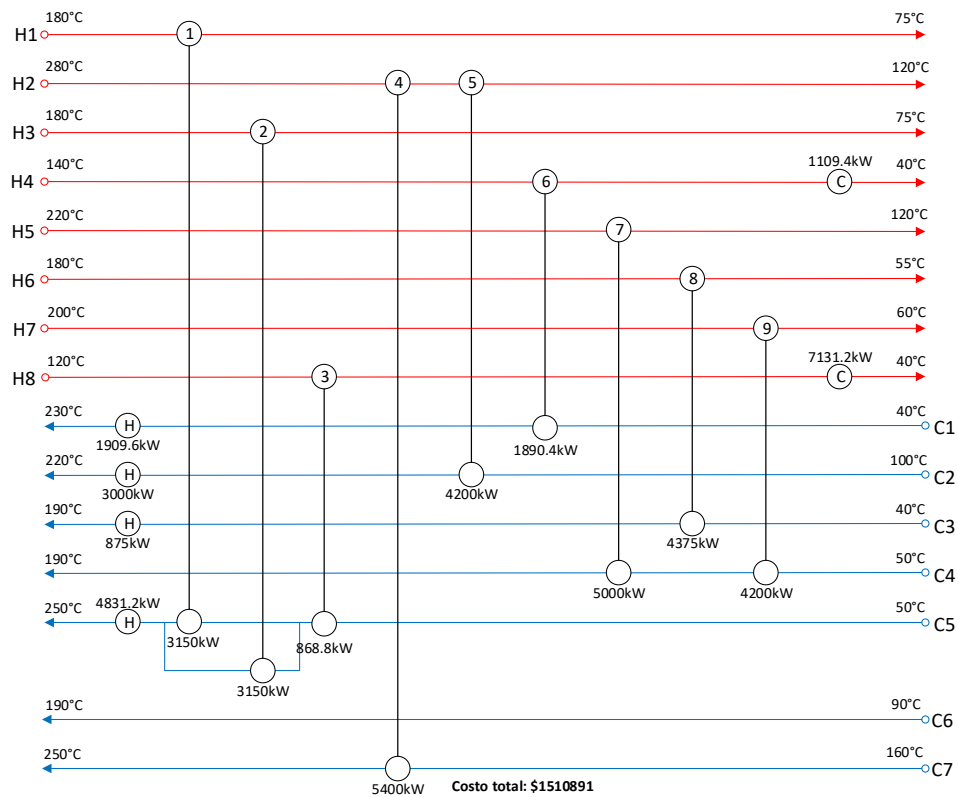 180°C 75°C
H1 1
280°C 120°C
H2 4 5
180°C 75°C
H3 2
140°C 1109.4kW 40°C
H4 6 C
220°C 120°C
H5 7
180°C 55°C
H6 8
200°C 60°C
H7 9
120°C 7131.2kW 40°C
H8 3 C
230°C 40°C
H C1
1909.6kW 1890.4kW
220°C 100°C
H C2
3000kW 4200kW
190°C 40°C
H C3
875kW 4375kW
190°C 50°C
C4
5000kW 4200kW
250°C 4831.2kW 50°C
H C5
3150kW 868.8kW
3150kW
190°C 90°C
C6
250°C 160°C
C7
5400kW Costo total: $1510891